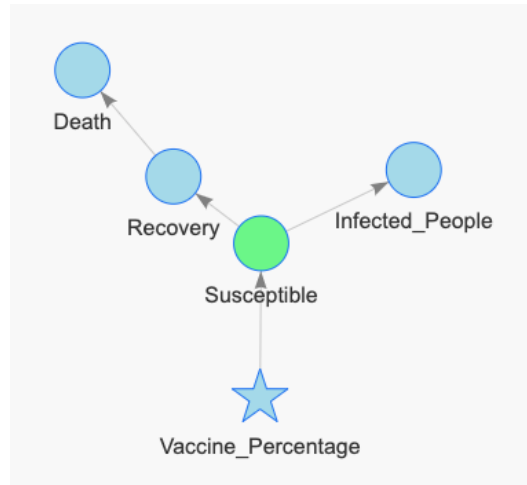 Death
Recovery
Infected_People
Susceptible
Vaccine_Percentage